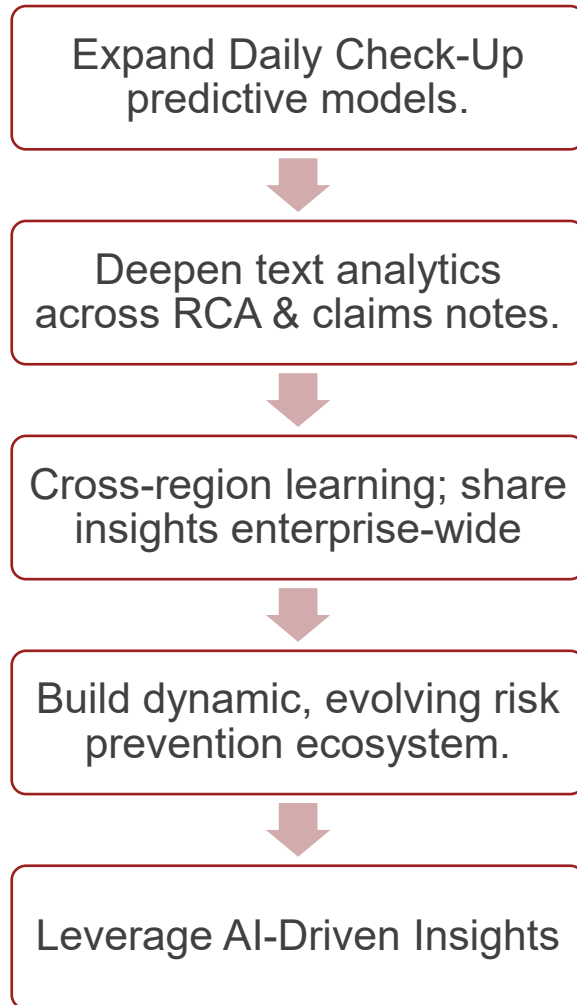 Expand Daily Check-Up
predictive models.
Deepen text analytics
across RCA & claims notes.
Cross-region learning; share
insights enterprise-wide
Build dynamic, evolving risk
prevention ecosystem.
Leverage AI-Driven Insights